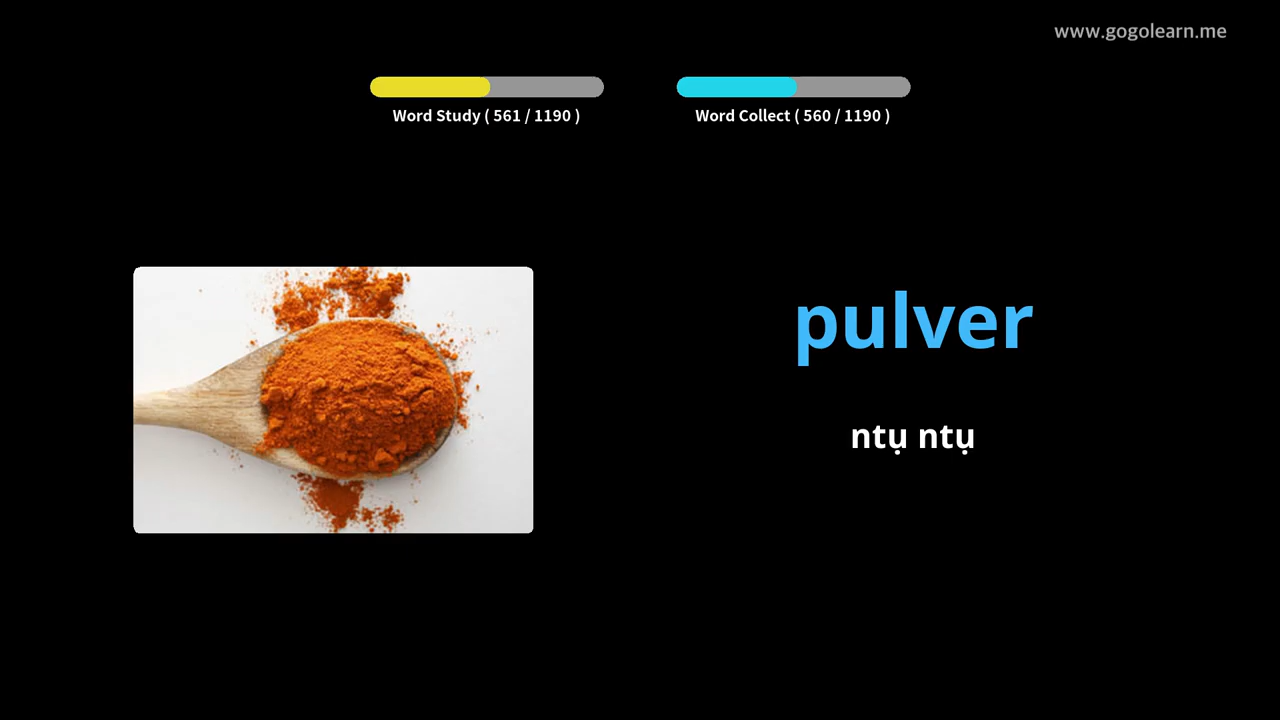 www.gogolearn.me
Word Study ( 561 / 1190 )
Word Collect ( 560 / 1190 )
pulver
ntụ ntụ